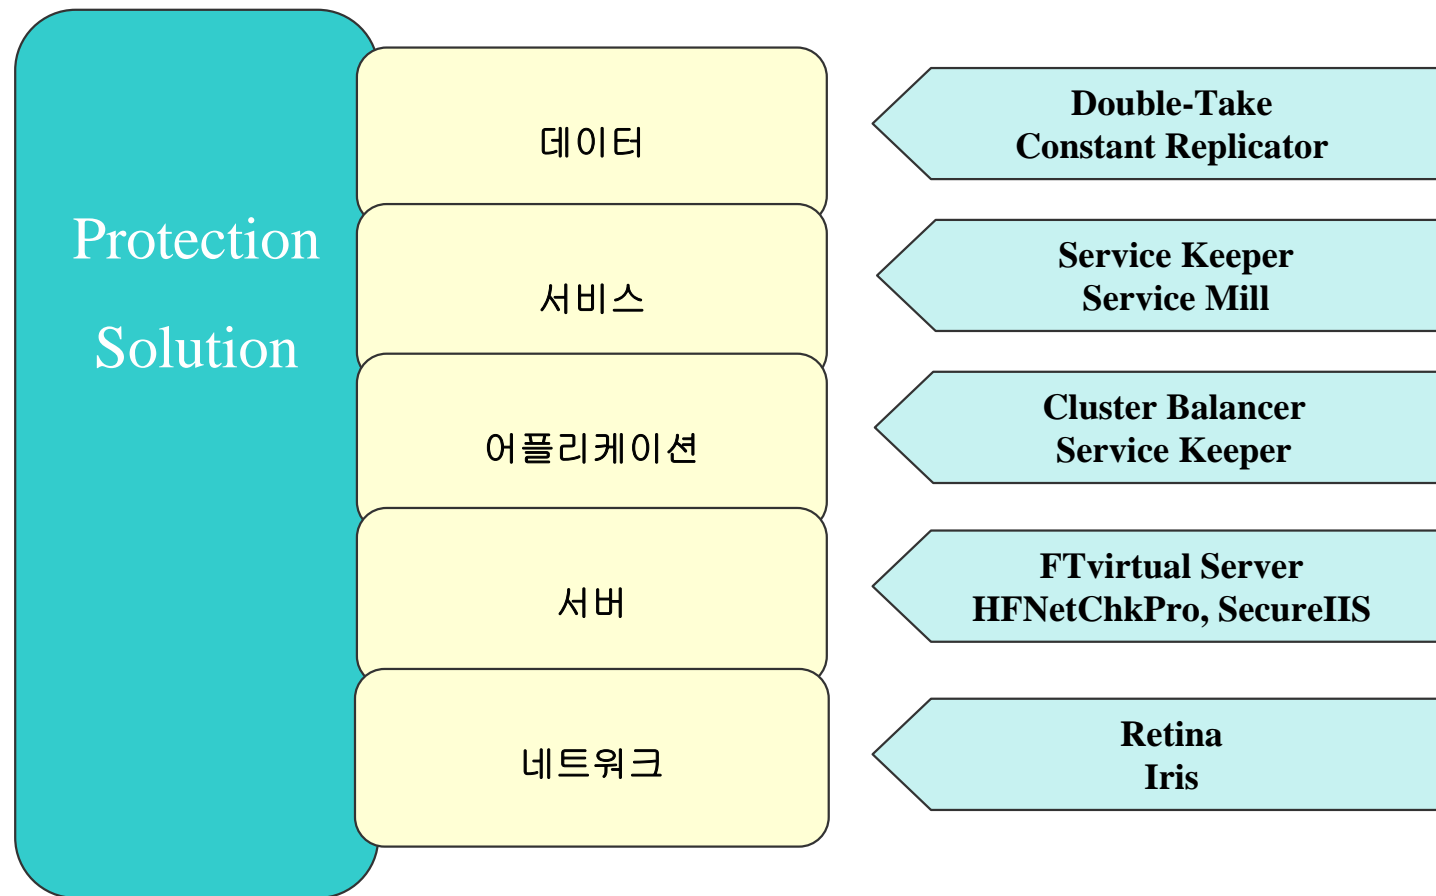 Protection
Solution
데이터
Double-Take
Constant Replicator
서비스
Service Keeper
Service Mill
어플리케이션
Cluster Balancer
Service Keeper
서버
FTvirtual Server
HFNetChkPro, SecureIIS
네트워크
Retina
Iris